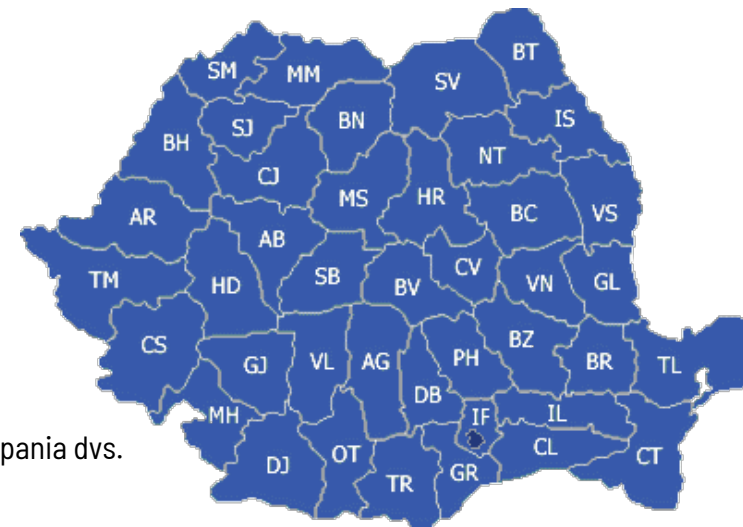 BT
SM
MM
SV
SJ
BN
IS
BH
NT
CJ
MS
HR
BC
VS
AR
AB
TM
HD
SB
BV
CV
VN
GL
CS
GJ
VL
AG
PH
BZ
BR
TL
DB
MH
IF
IL
pania dvs.
DJ
OT
TR
GR
CL
CT